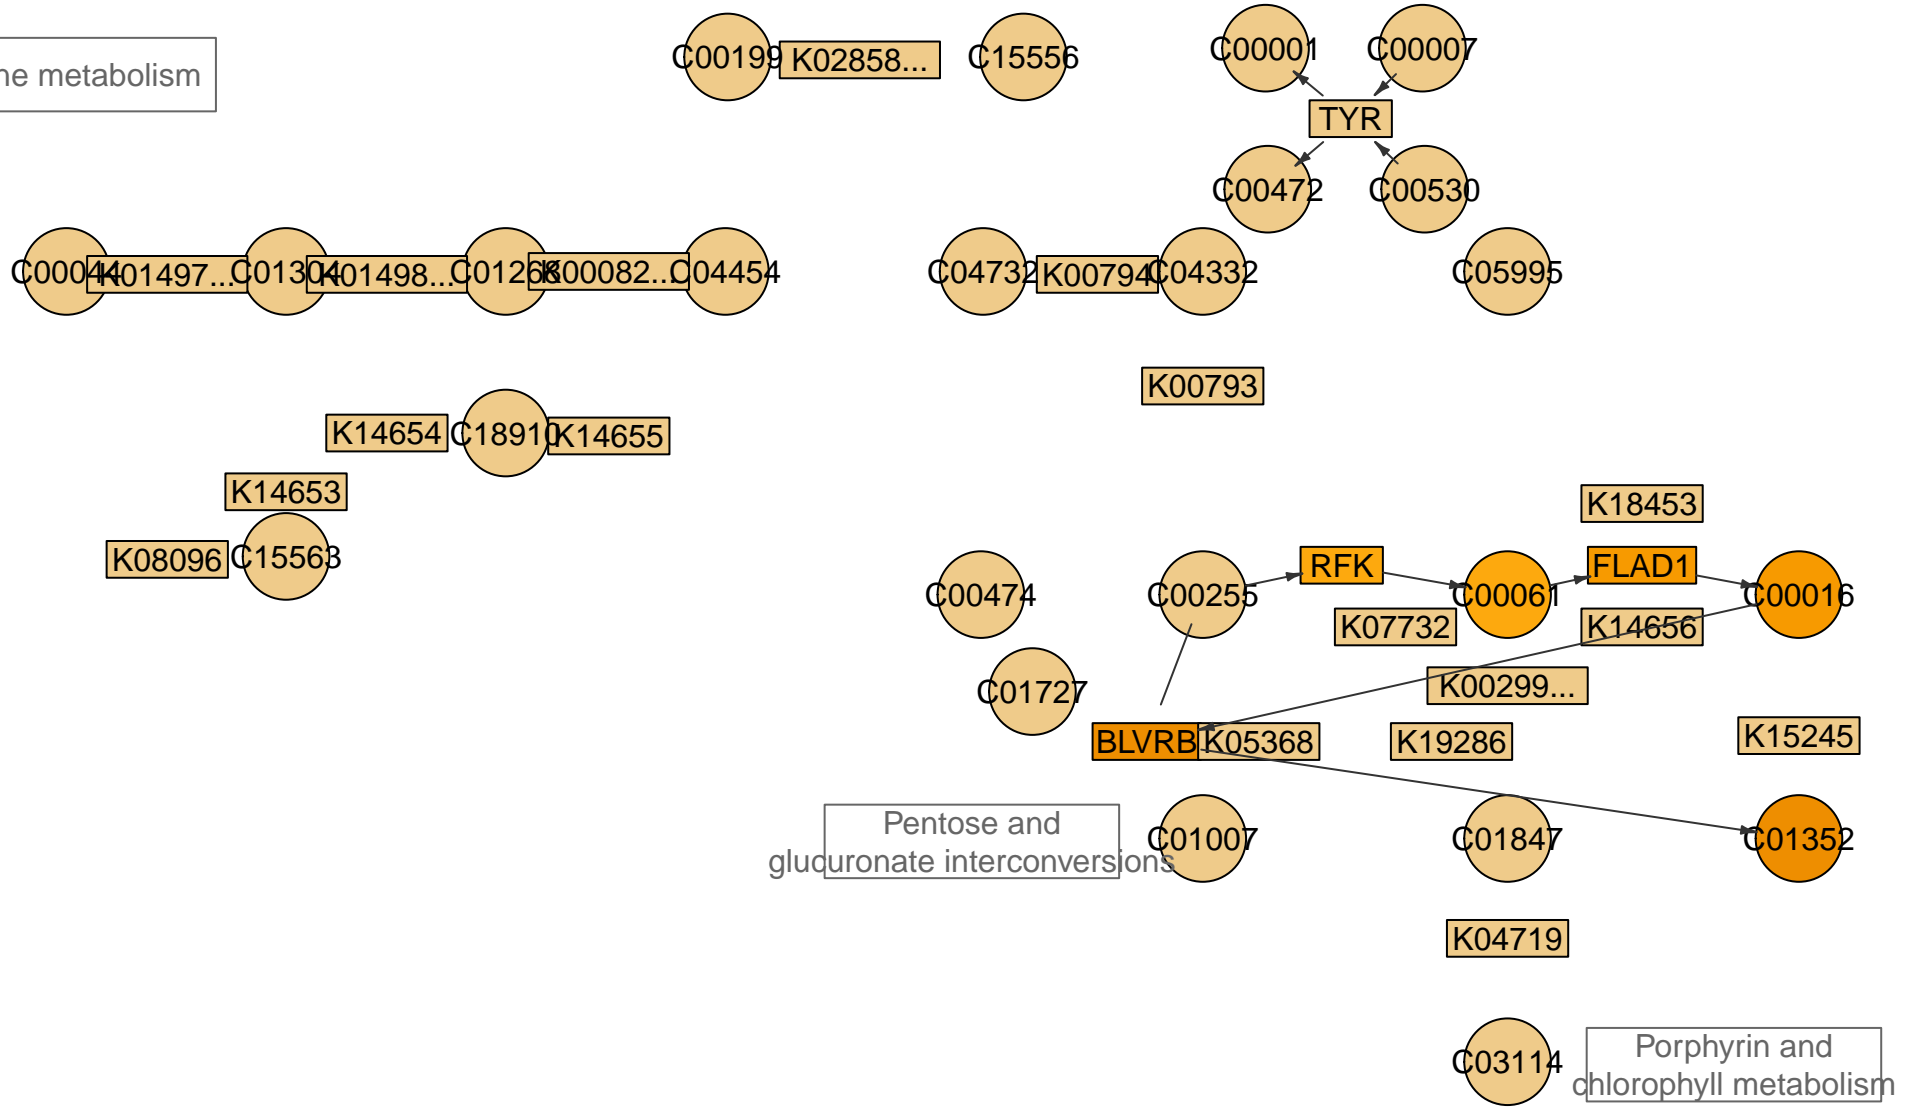 C00199
K02858...
C15556
C00001
C00007
ne metabolism
TYR
C00472
C00530
C00044
K01497...
C01304
K01498...
C01268
K00082...
C04454
C04732
K00794
C04332
C05995
K00793
K14654
C18910
K14655
K14653
K08096
C15563
K18453
RFK
FLAD1
C00474
C00255
C00061
C00016
K07732
K14656
C01727
K00299...
BLVRB
K05368
K19286
K15245
Pentose and
glucuronate interconversions
C01007
C01847
C01352
K04719
C03114
Porphyrin and
chlorophyll metabolism